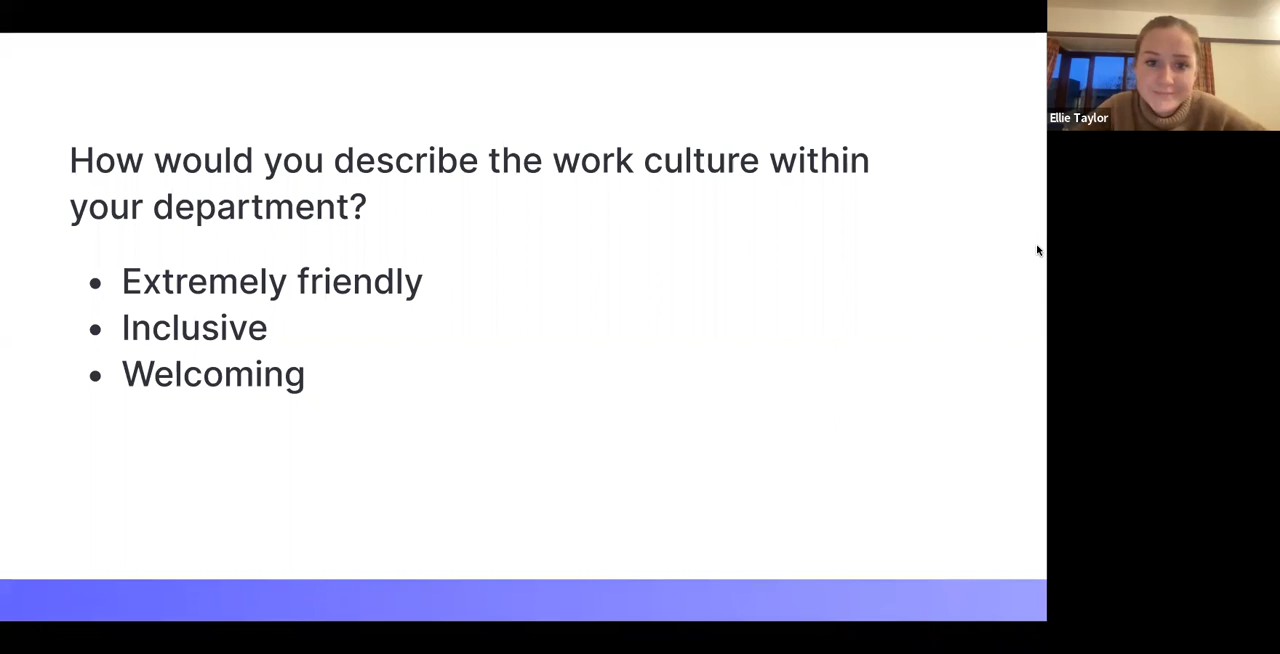 How would you describe the work culture within
your department?
• Extremely friendly
• Inclusive
• Welcoming
Ellie Taylor